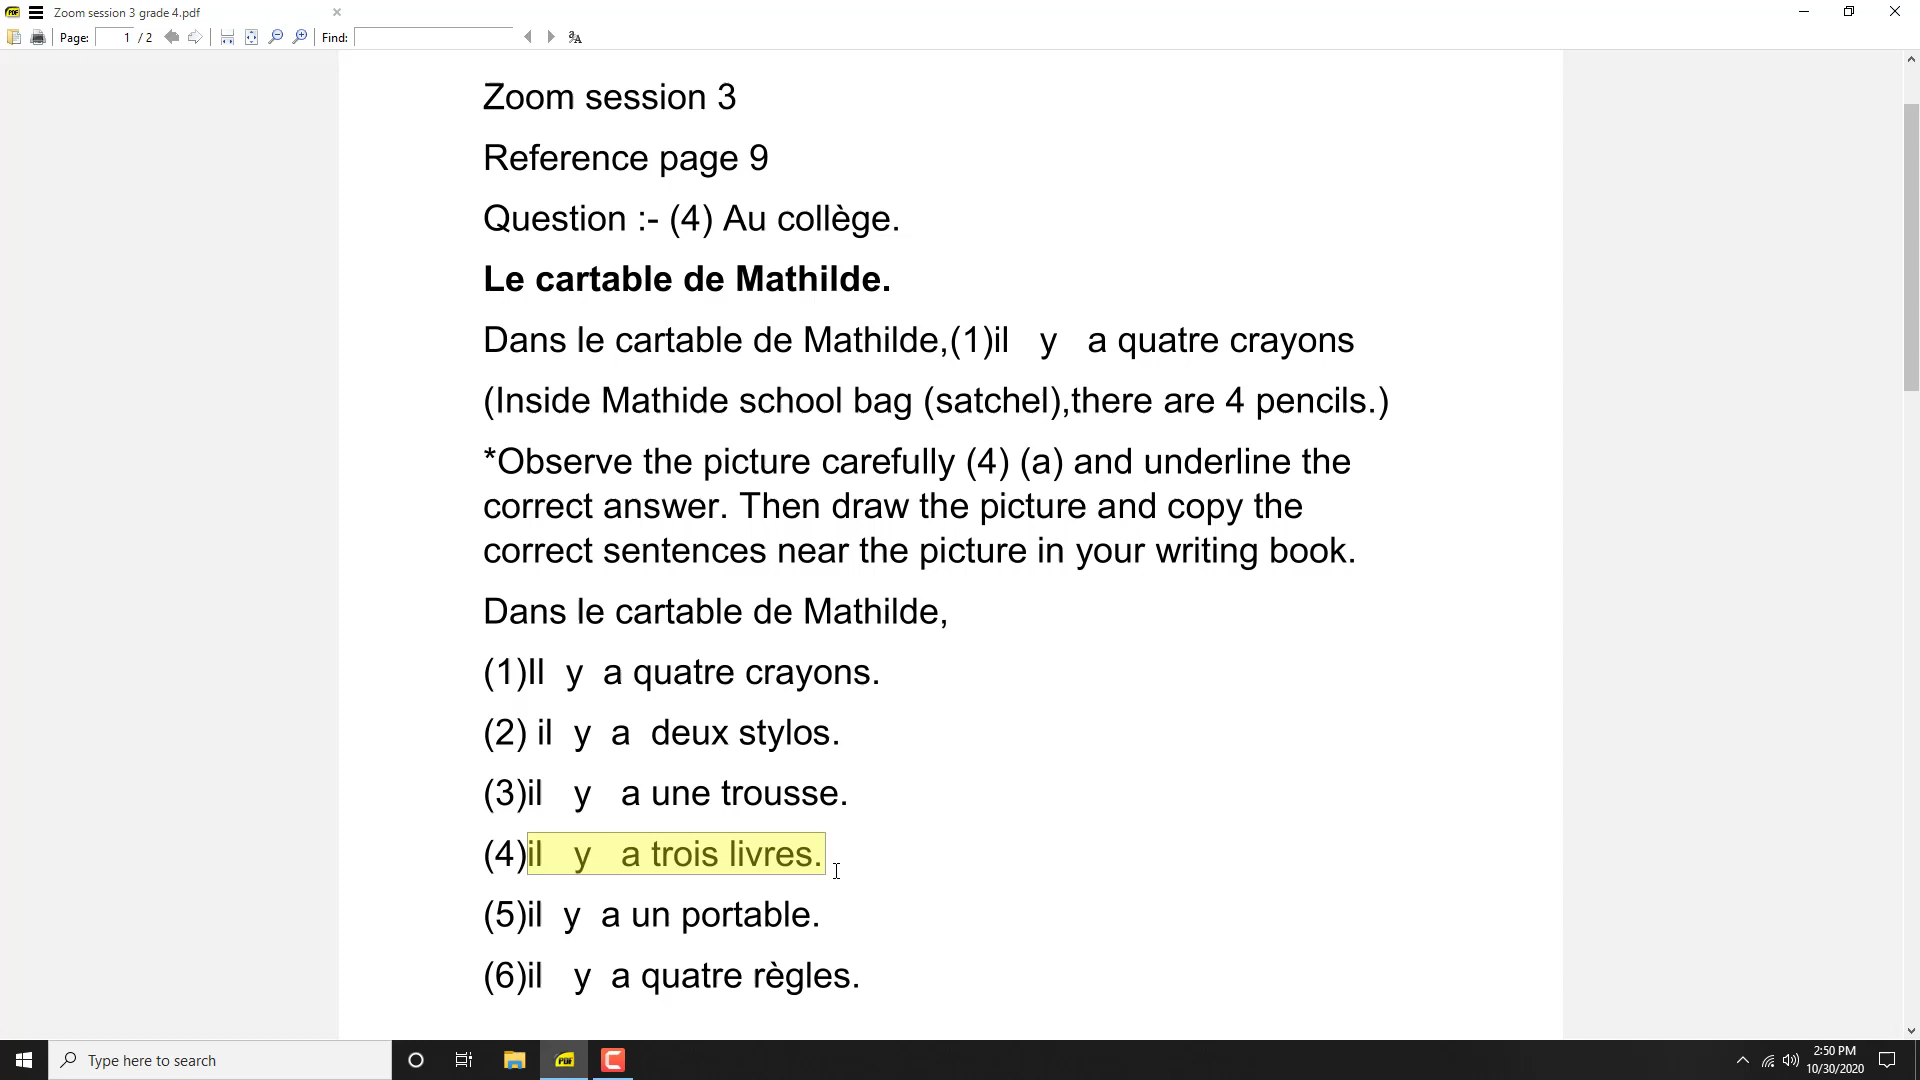 Zoom session 3 grade 4.pdf
Page: 1 / 2 Find:
Zoom session 3
Reference page 9
Question :- (4) Au collège.
Le cartable de Mathilde.
Dans le cartable de Mathilde,(1)il y a quatre crayons
(Inside Mathide school bag (satchel),there are 4 pencils.)
*Observe the picture carefully (4) (a) and underline the
correct answer. Then draw the picture and copy the
correct sentences near the picture in your writing book.
Dans le cartable de Mathilde,
(1)Il y a quatre crayons.
(2) il y a deux stylos.
(3)il y a une trousse.
(4)il y a trois livres.
(5)il y a un portable.
(6)il y a quatre règles.
Type here to search
2:50 PM
10/30/2020